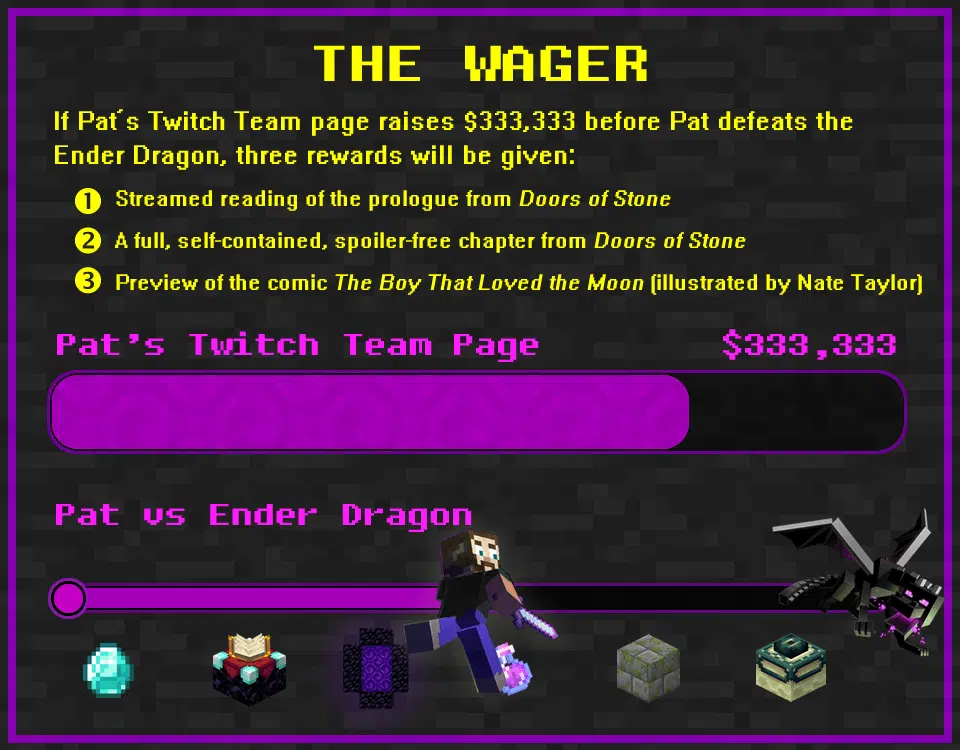 THE WAGER
If Pat´s Twitch Team page raises $333,333 before Pat defeats the
Ender Dragon, three rewards will be given:
1 Streamed reading of the prologue from Doors of Stone
2 A full, self-contained, spoiler-free chapter from Doors of Stone
3 Preview of the comic The Boy That Loved the Moon (illustrated by Nate Taylor)
Pat's Twitch Team Page $333,333
Pat vs Ender Dragon